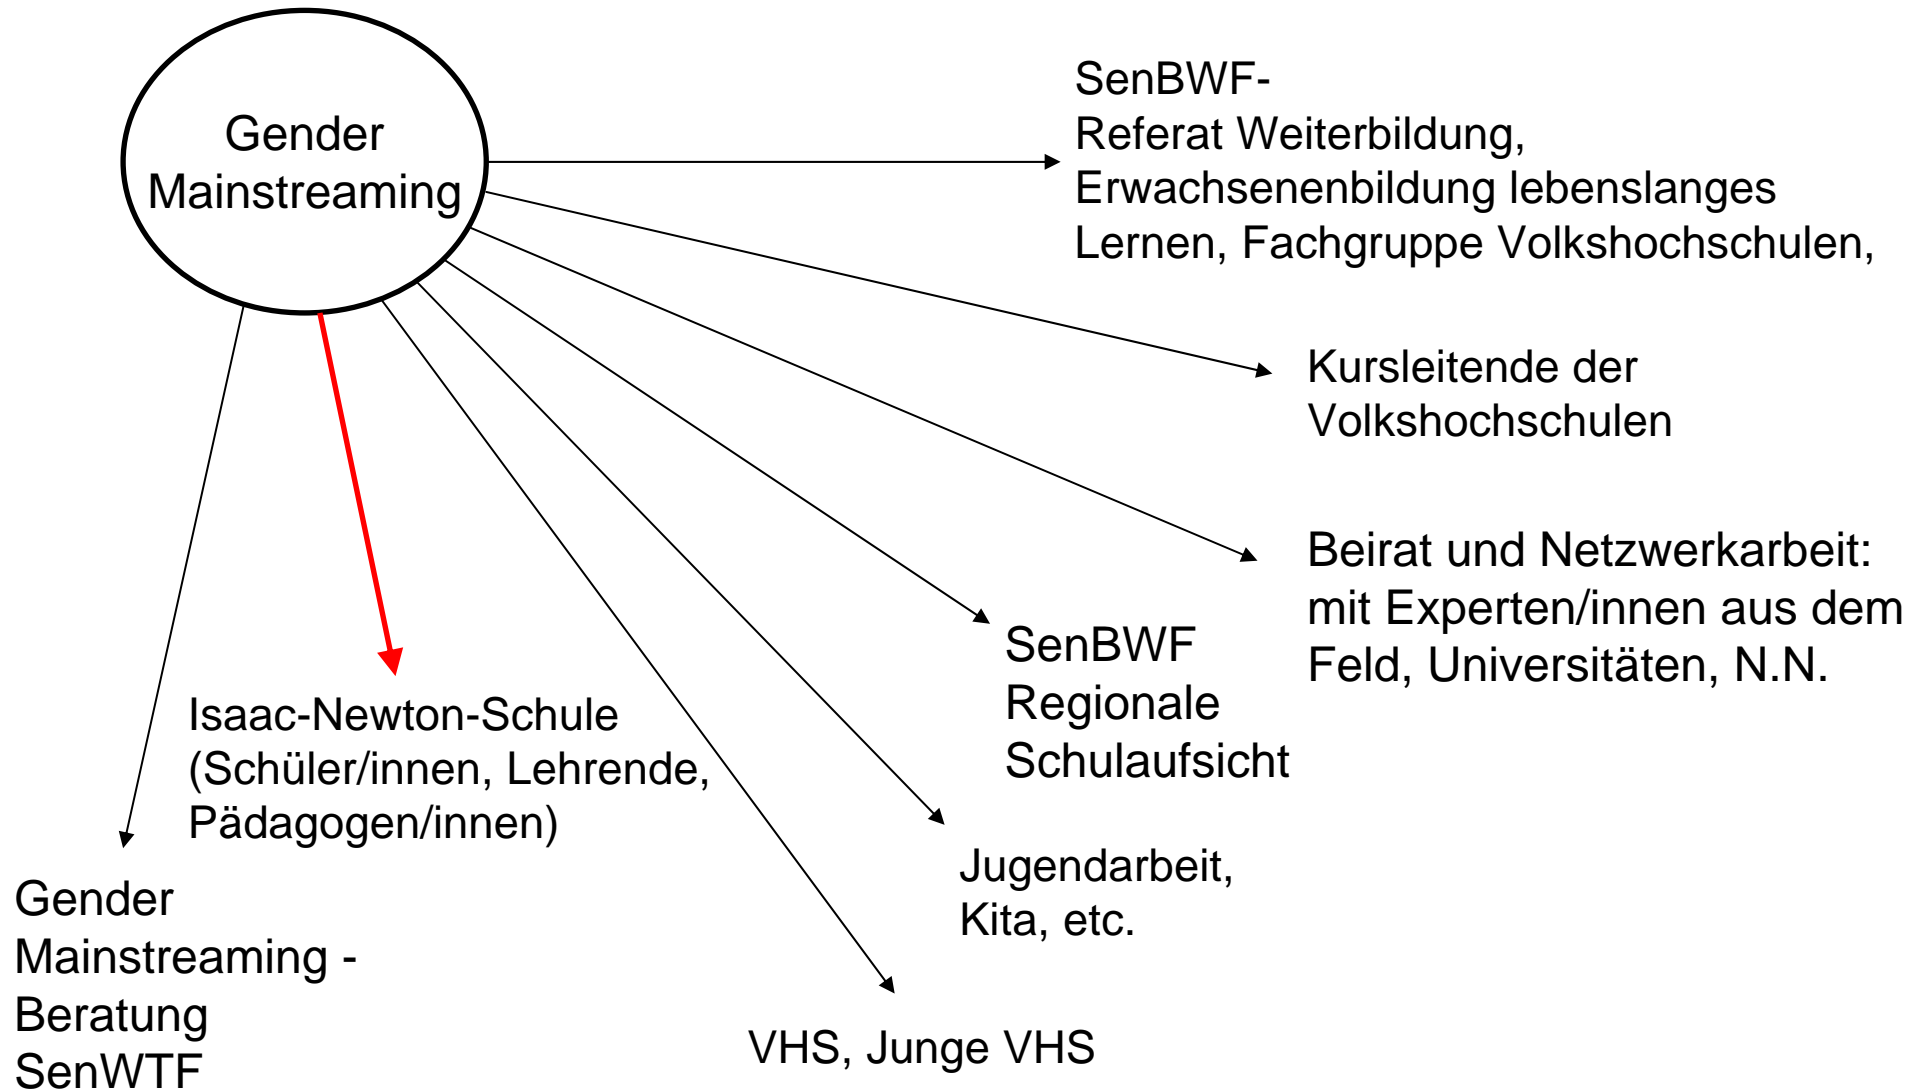 Gender
Mainstreaming
SenBWF-
Referat Weiterbildung,
Erwachsenenbildung lebenslanges
Lernen, Fachgruppe Volkshochschulen,
Kursleitende der
Volkshochschulen
Beirat und Netzwerkarbeit:
mit Experten/innen aus dem
Feld, Universitäten, N.N.
SenBWF
Regionale
Schulaufsicht
Isaac-Newton-Schule
(Schüler/innen, Lehrende,
Pädagogen/innen)
Jugendarbeit,
Kita, etc.
Gender
Mainstreaming -
Beratung
SenWTF
VHS, Junge VHS